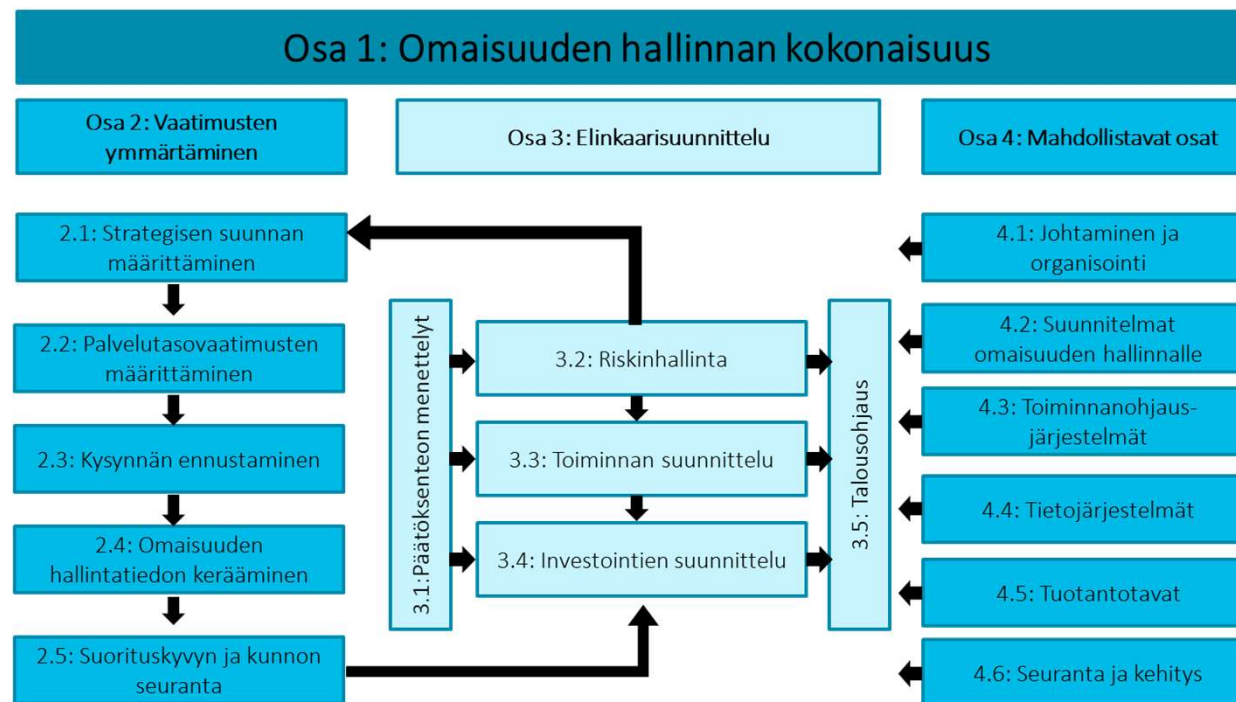 Osa 1: Omaisuuden hallinnan kokonaisuus
Osa 2: Vaatimusten
ymmärtäminen
Osa 3: Elinkaarisuunnittelu
Osa 4: Mahdollistavat osat
2.1: Strategisen suunnan
määrittäminen
2.2: Palvelutasovaatimusten
määrittäminen
2.3: Kysynnän ennustaminen
2.4: Omaisuuden
hallintatiedon kerääminen
2.5: Suorituskyvyn ja kunnon
seuranta
3.1: Päätöksenteon menettelyt
3.2: Riskinhallinta
3.3: Toiminnan suunnittelu
3.4: Investointien suunnittelu
3.5: Talousohjaus
4.1: Johtaminen ja
organisointi
4.2: Suunnitelmat
omaisuuden hallinnalle
4.3: Toiminnanohjaus-
järjestelmät
4.4: Tietojärjestelmät
4.5: Tuotantotavat
4.6: Seuranta ja kehitys